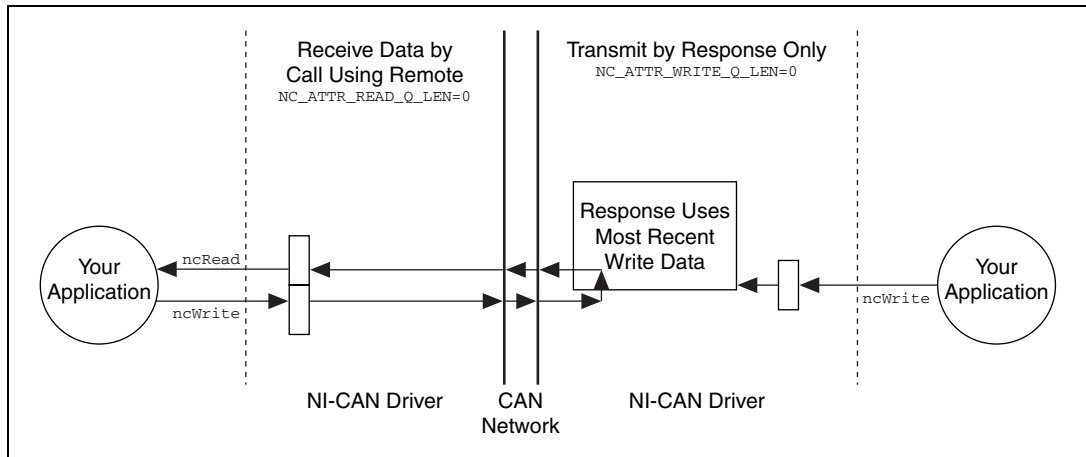 Receive Data by
Call Using Remote
NC_ATTR_READ_Q_LEN=0
Transmit by Response Only
NC_ATTR_WRITE_Q_LEN=0
Your
Application
ncRead
ncWrite
Response Uses
Most Recent
Write Data
ncWrite
Your
Application
NI-CAN Driver
CAN
Network
NI-CAN Driver